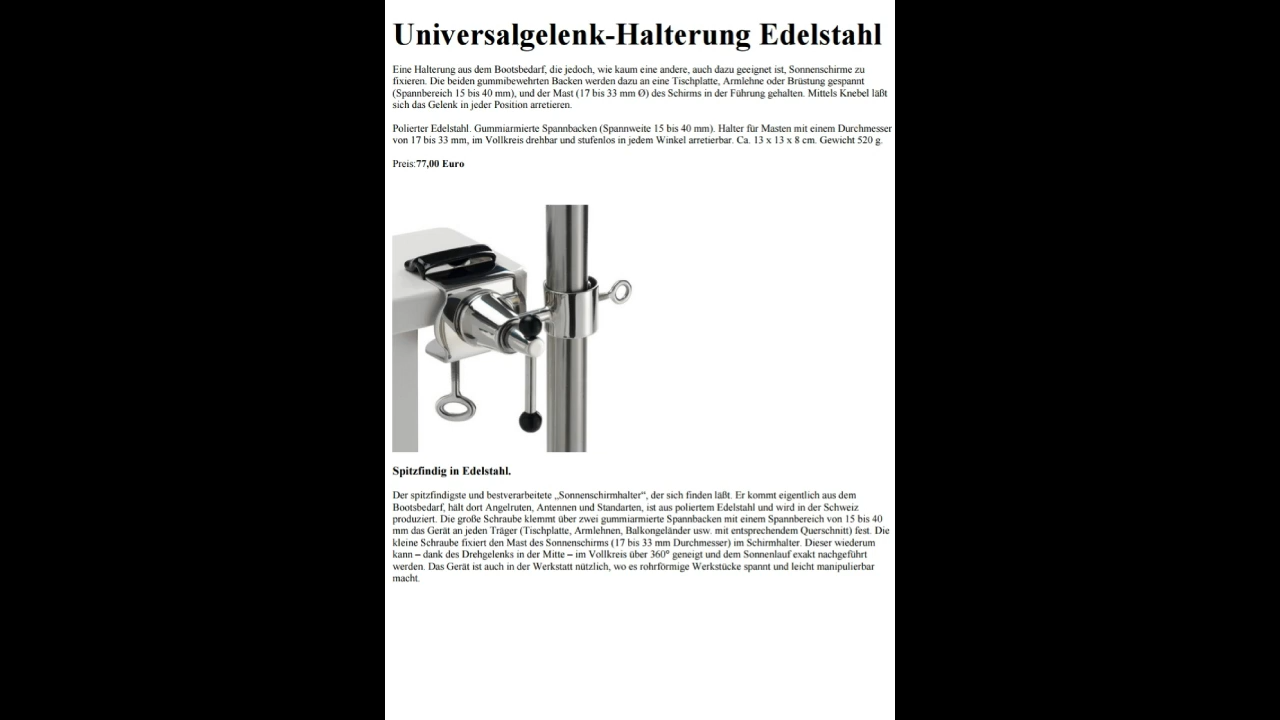 Universalgelenk-Halterung Edelstahl
Eine Halterung aus dem Bootsbedarf, die jedoch, wie kaum eine andere, auch dazu geeignet ist, Sonnenschirme zu
fixieren. Die beiden gummibewehrten Backen werden dazu an eine Tischplatte, Armlehne oder Brüstung gespannt
(Spannbereich 15 bis 40 mm), und der Mast (17 bis 33 mm Ø) des Schirms in der Führung gehalten. Mittels Knebel läßt
sich das Gelenk in jeder Position arretieren.
Polierter Edelstahl. Gummiarmierte Spannbacken (Spannweite 15 bis 40 mm). Halter für Masten mit einem Durchmesser
von 17 bis 33 mm, im Vollkreis drehbar und stufenlos in jedem Winkel arretierbar. Ca. 13 x 13 x 8 cm. Gewicht 520 g.
Preis:77,00 Euro
Spitzfindig in Edelstahl.
Der spitzfindigste und bestverarbeitete „Sonnenschirmhalter“, der sich finden läßt. Er kommt eigentlich aus dem
Bootsbedarf, hält dort Angelruten, Antennen und Standarten, ist aus poliertem Edelstahl und wird in der Schweiz
produziert. Die große Schraube klemmt über zwei gummiarmierte Spannbacken mit einem Spannbereich von 15 bis 40
mm das Gerät an jeden Träger (Tischplatte, Armlehnen, Balkongeländer usw. mit entsprechendem Querschnitt) fest. Die
kleine Schraube fixiert den Mast des Sonnenschirms (17 bis 33 mm Durchmesser) im Schirmhalter. Dieser wiederum
kann – dank des Drehgelenks in der Mitte – im Vollkreis über 360° geneigt und dem Sonnenlauf exakt nachgeführt
werden. Das Gerät ist auch in der Werkstatt nützlich, wo es rohrförmige Werkstücke spannt und leicht manipulierbar
macht.